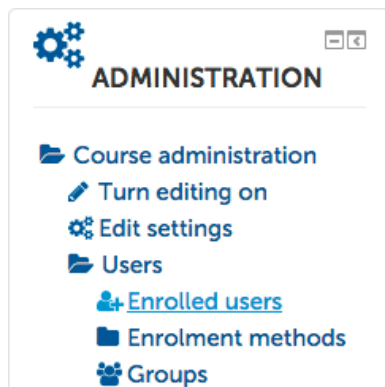 ADMINISTRATION
Course administration
Turn editing on
Edit settings
Users
Enrolled users
Enrolment methods
Groups